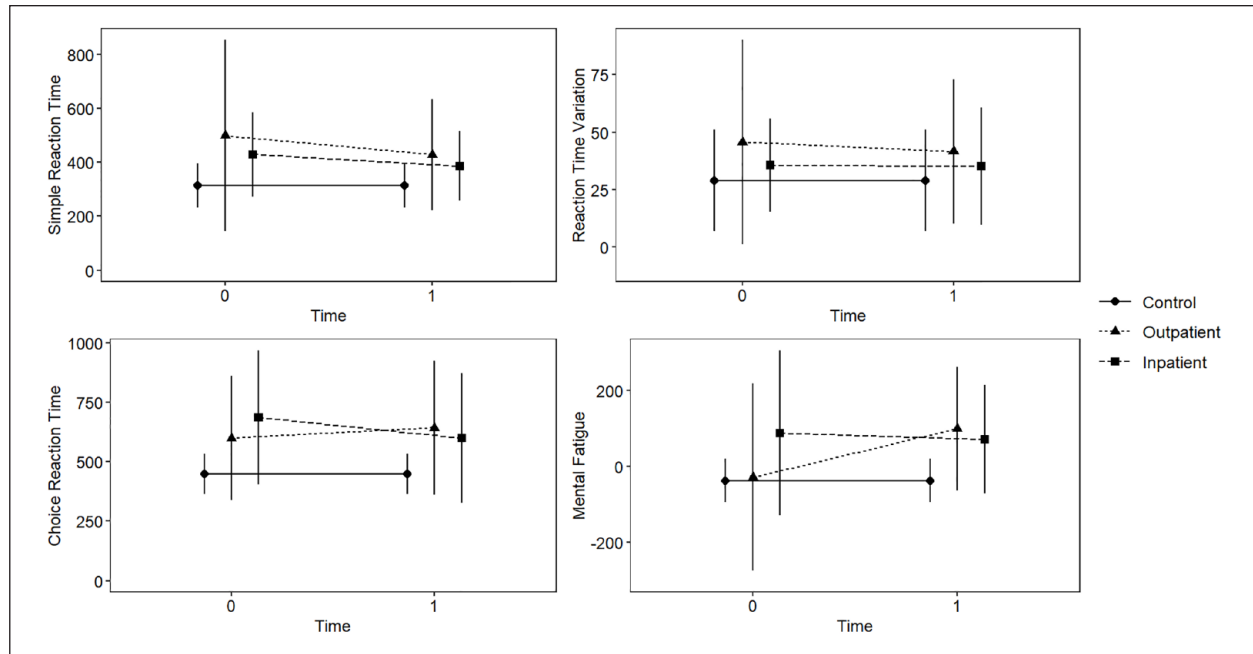 Simple Reaction Time
800
600
400
200
0
0 1
Time
Reaction Time Variation
75
50
25
0
0 1
Time
Choice Reaction Time
1000
750
500
250
0
0 1
Time
Mental Fatigue
200
0
-200
0 1
Time
Control
Outpatient
Inpatient